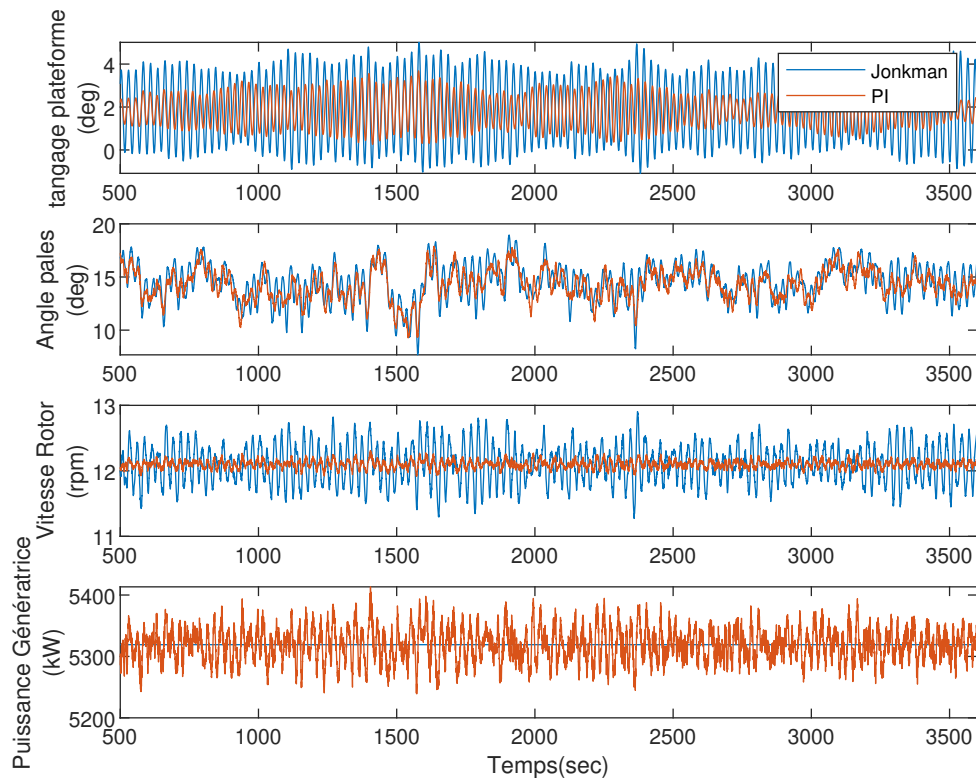 tangage plateforme
(deg)
4
2
0
Jonkman
PI
500 1000 1500 2000 2500 3000 3500
Angle pales
(deg)
20
15
10
500 1000 1500 2000 2500 3000 3500
Vitesse Rotor
(rpm)
13
12
11
500 1000 1500 2000 2500 3000 3500
Puissance Génératrice
(kW)
5400
5300
5200
500 1000 1500 2000 2500 3000 3500
Temps(sec)